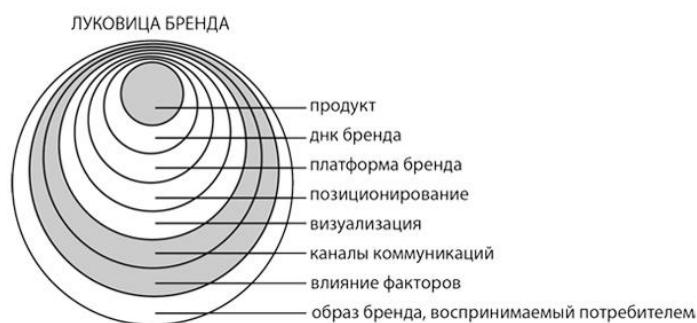 ЛУКОВИЦА БРЕНДА
продукт
днк бренда
платформа бренда
позиционирование
визуализация
каналы коммуникаций
влияние факторов
образ бренда, воспринимаемый потребителем